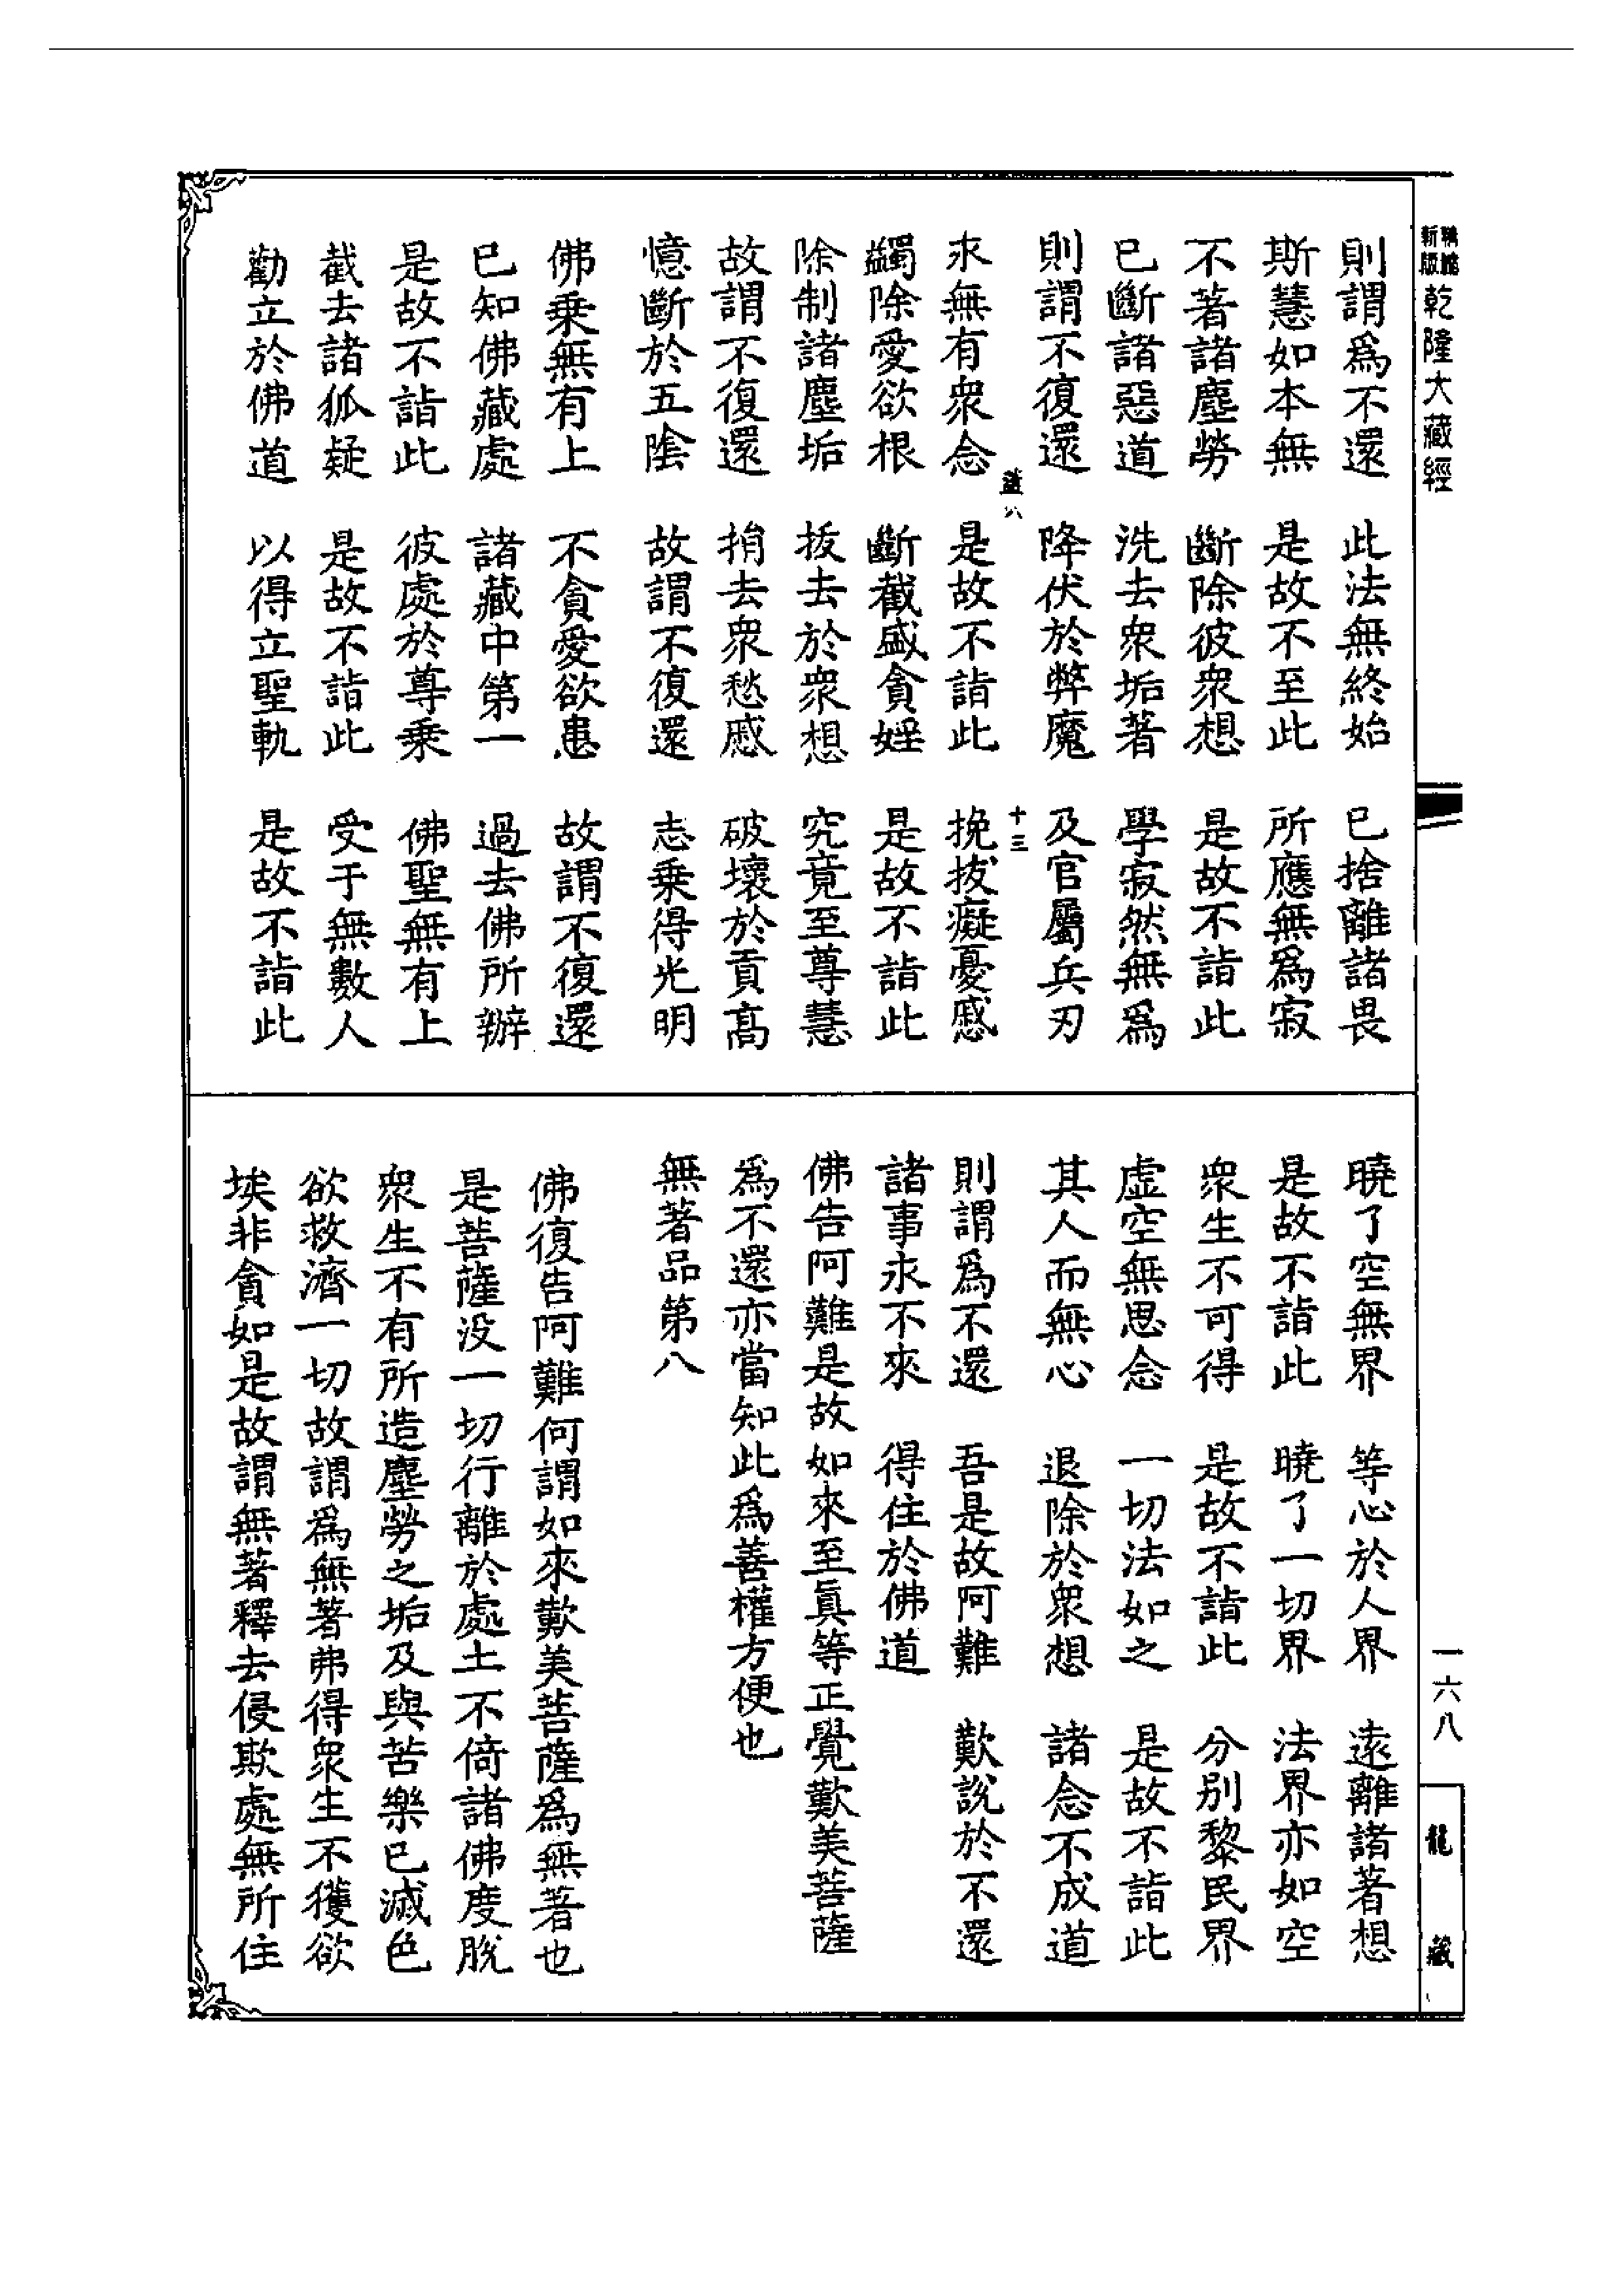 新版
乾隆大藏經
則謂爲不還 此法無終始 已捨離諸畏
斯慧如本無 是故不至此 所應無爲寂
不著諸塵勞 斷除彼衆想 是故不詣此
已斷諸惡道 洗去衆垢著 學寂然無爲
則謂不復還 降伏於弊魔 及官屬兵刃
八 十三
永無有衆念 是故不詣此 挽拔癡憂慼
蠲除愛欲根 斷截盛貪婬 是故不詣此
除制諸塵垢 拔去於衆想 究竟至尊慧
故謂不復還 捐去衆愁慼 破壞於貢高
憶斷於五陰 故謂不復還 志乗得光明
佛乗無有上 不貪愛欲患 故謂不復還
已知佛藏處 諸藏中第一 過去佛所辦
是故不詣此 彼處於尊乗 佛聖無有上
截去諸狐疑 是故不詣此 受于無數人
勸立於佛道 以得立聖軌 是故不詣此
曉了空無界 等心於人界 遠離諸著想
是故不詣此 曉了一切界 法界亦如空
衆生不可得 是故不詣此 分別黎民界
虛空無思念 一切法如之 是故不詣此
其人而無心 退除於衆想 諸念不成道
則謂爲不還 吾是故阿難 歎說於不還
諸事永不來 得住於佛道
佛告阿難是故如來至眞等正覺歎美菩薩
爲不還亦當知此爲善權方便也
無著品第八
佛復告阿難何謂如來歎美菩薩爲無著也
是菩薩沒一切行離於處土不倚諸佛度脫
衆生不有所造塵勞之垢及與苦樂已滅色
欲救濟一切故謂爲無著弗得衆生不獲欲
埃非貪如是故謂無著釋去侵欺處無所住
一六八
龍藏